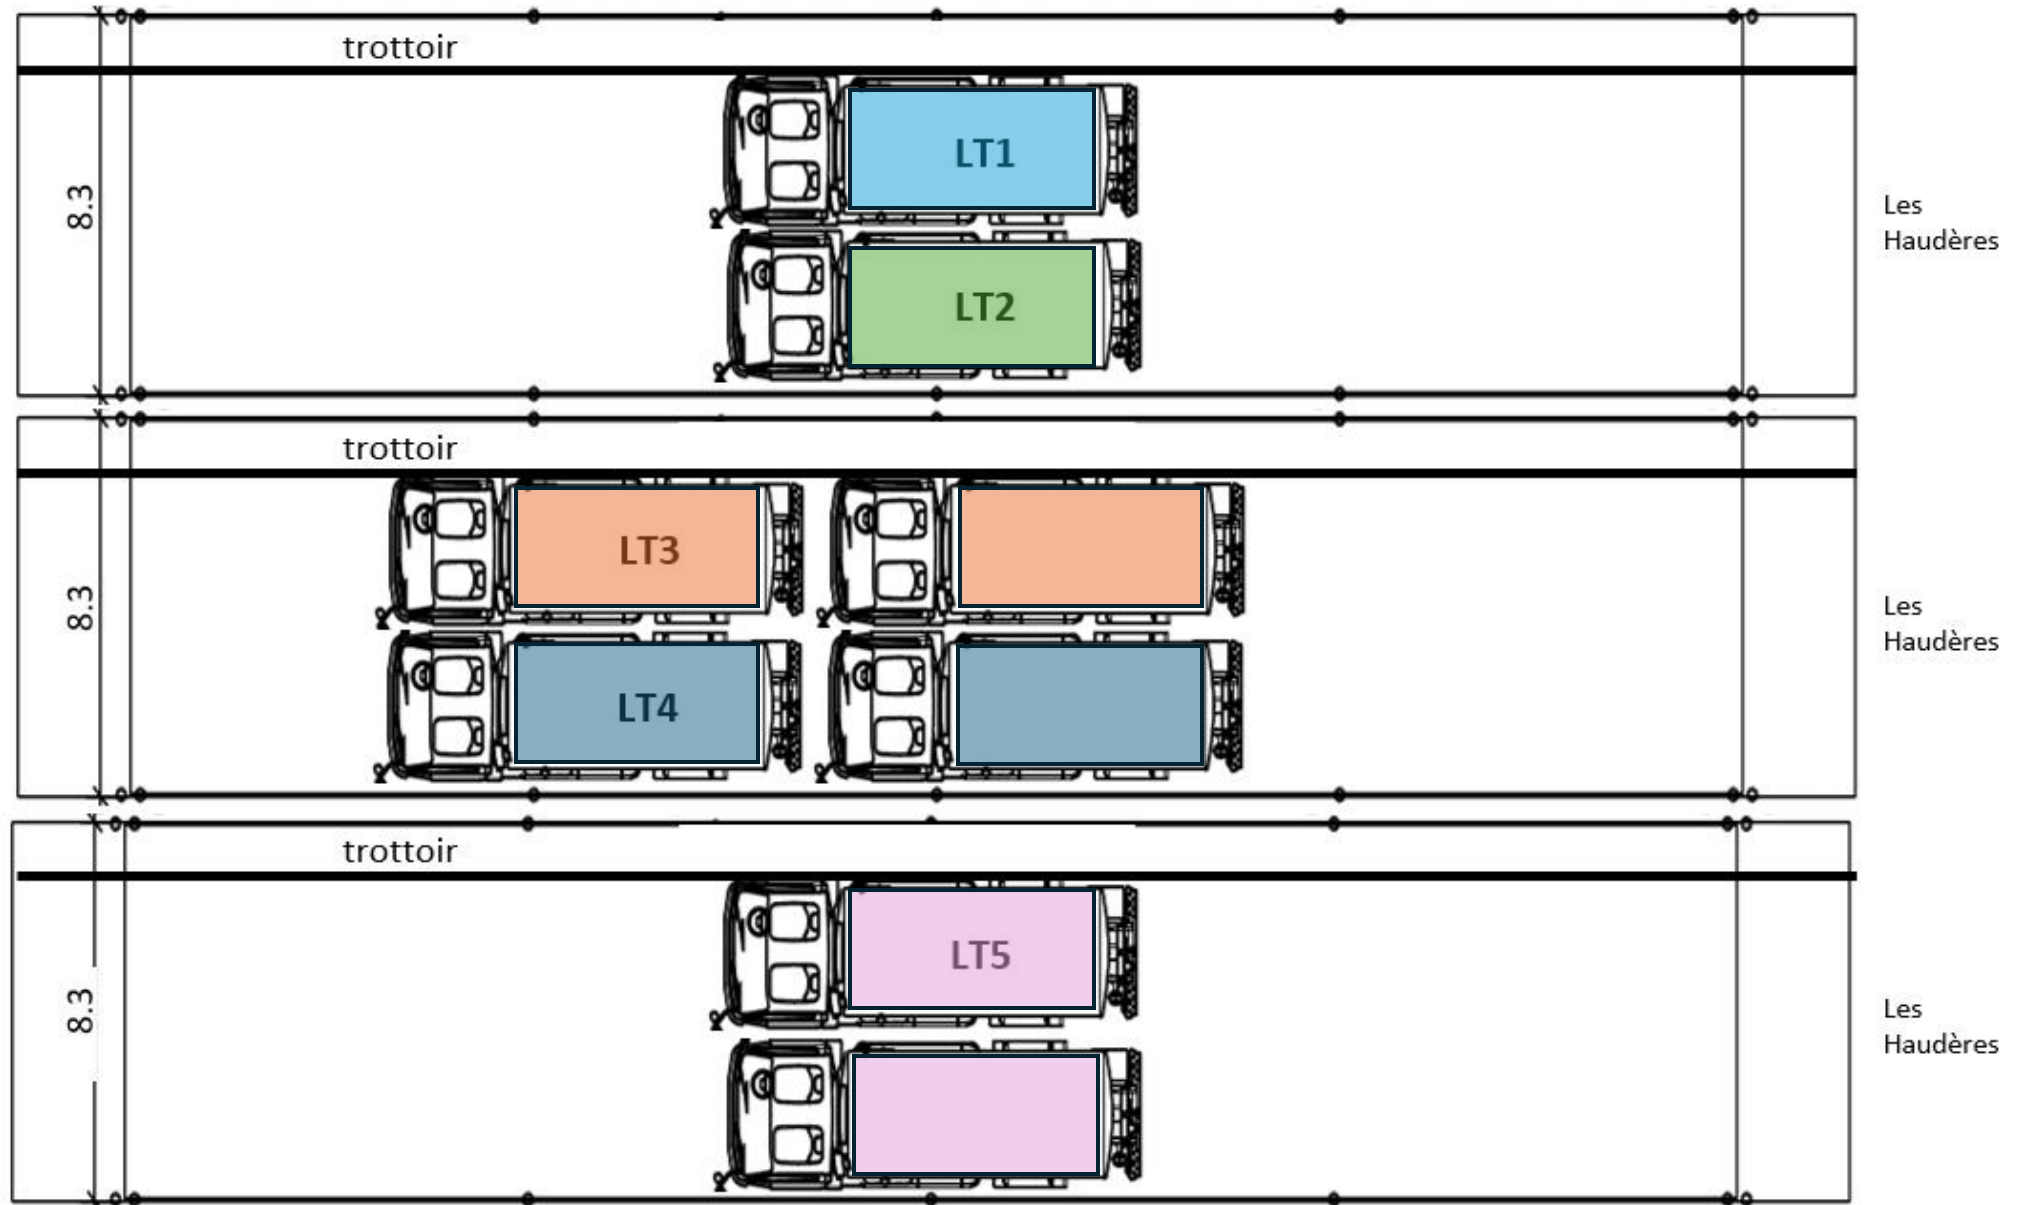 trottoir
LT1
8.3
Les
Haudères
LT2
trottoir
LT3
8.3
Les
Haudères
LT4
trottoir
LT5
8.3
Les
Haudères